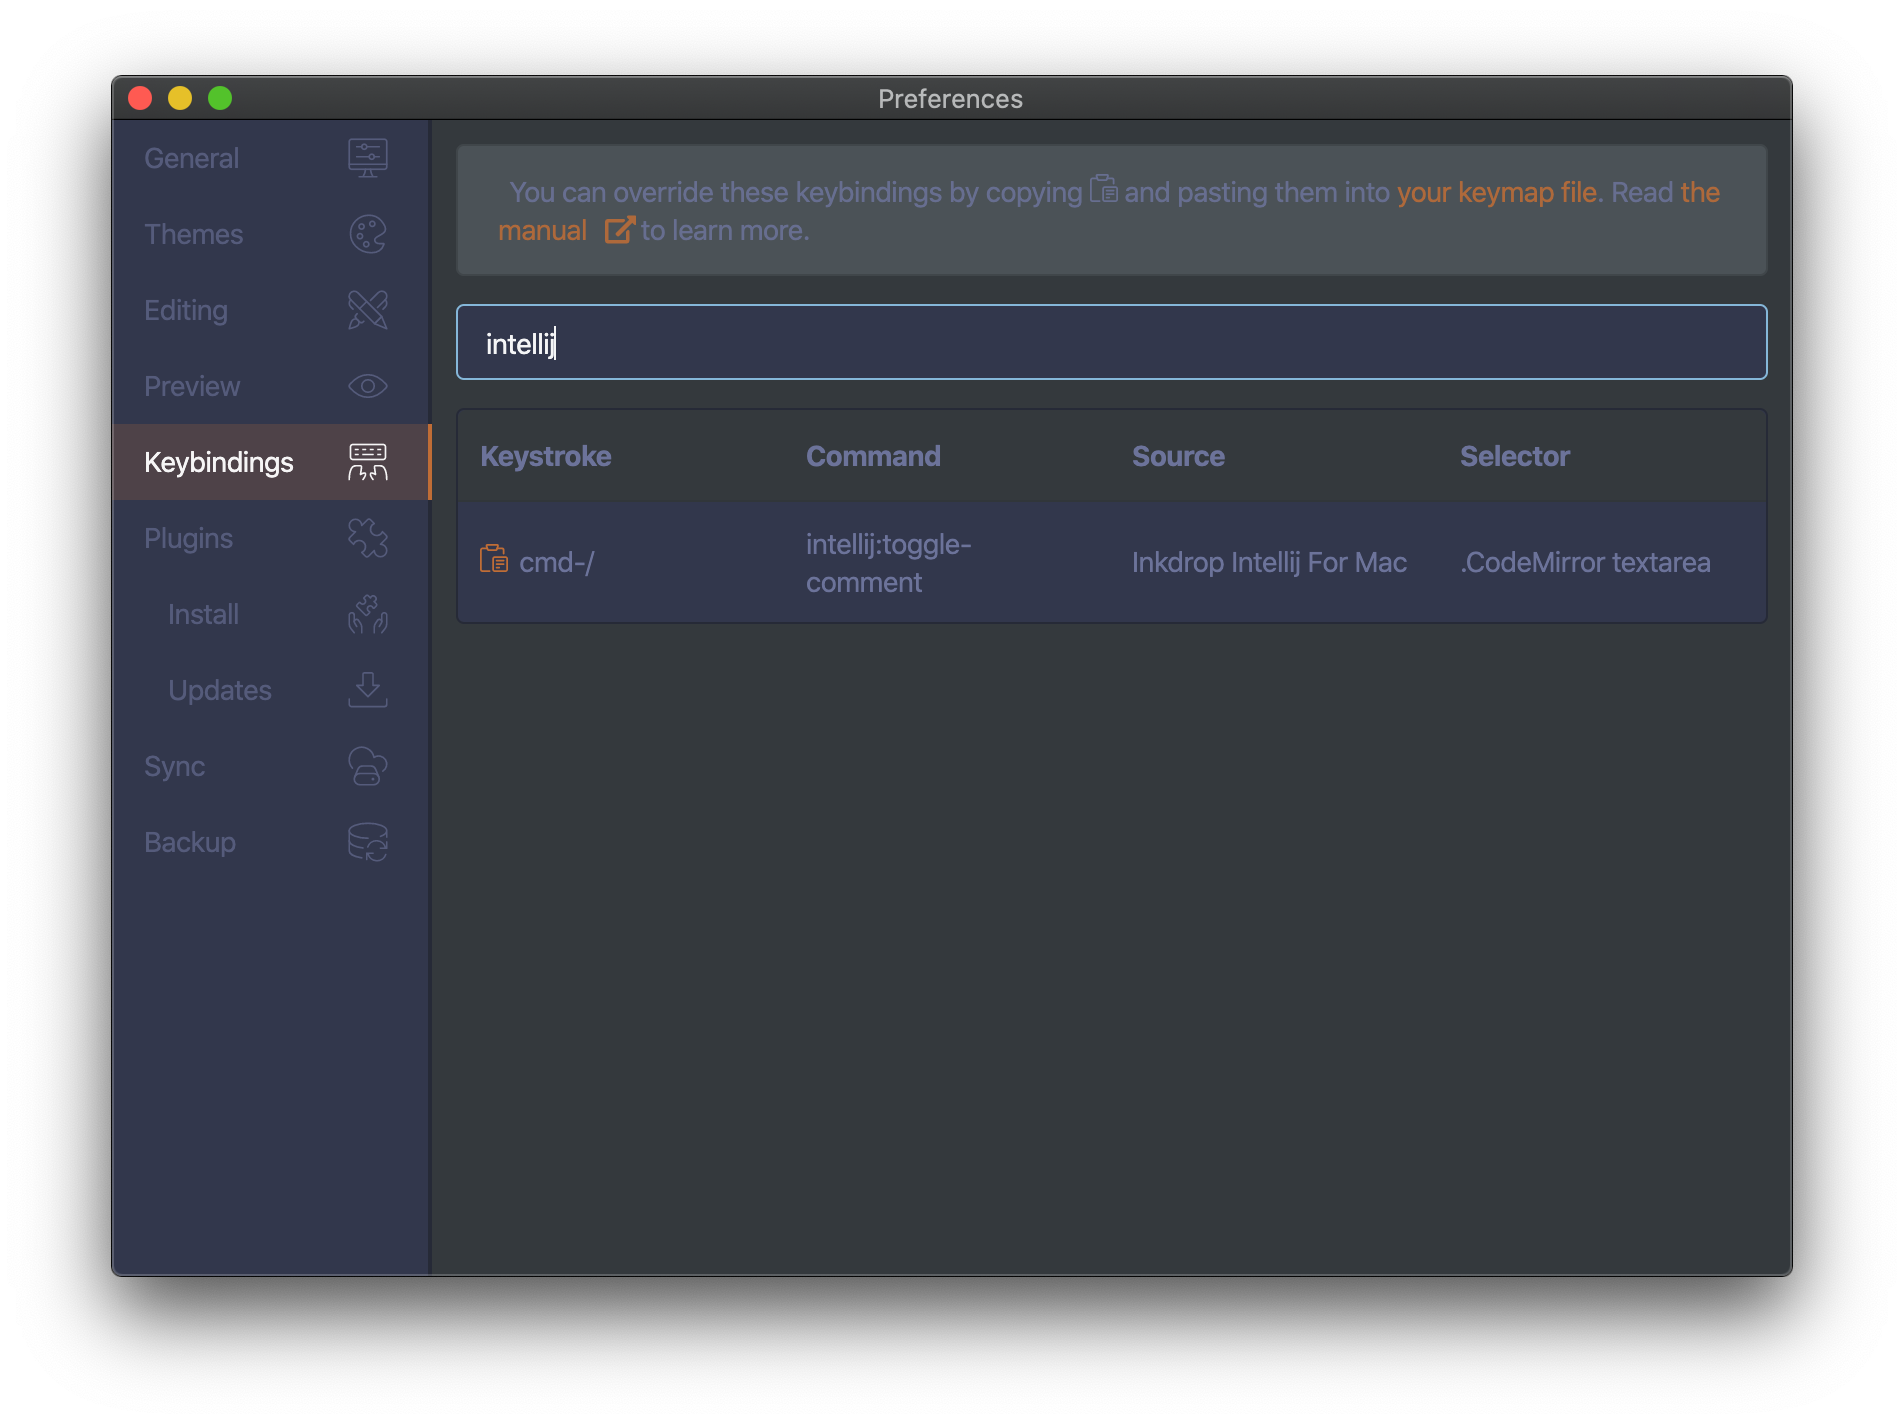 Preferences
General
Themes
Editing
Preview
Keybindings
Plugins
Install
Updates
Sync
Backup
You can override these keybindings by copying and pasting them into your keymap file. Read the
manual to learn more.
intellij
Keystroke Command Source Selector
cmd-/ intellij:toggle-
comment Inkdrop Intellij For Mac .CodeMirror textarea